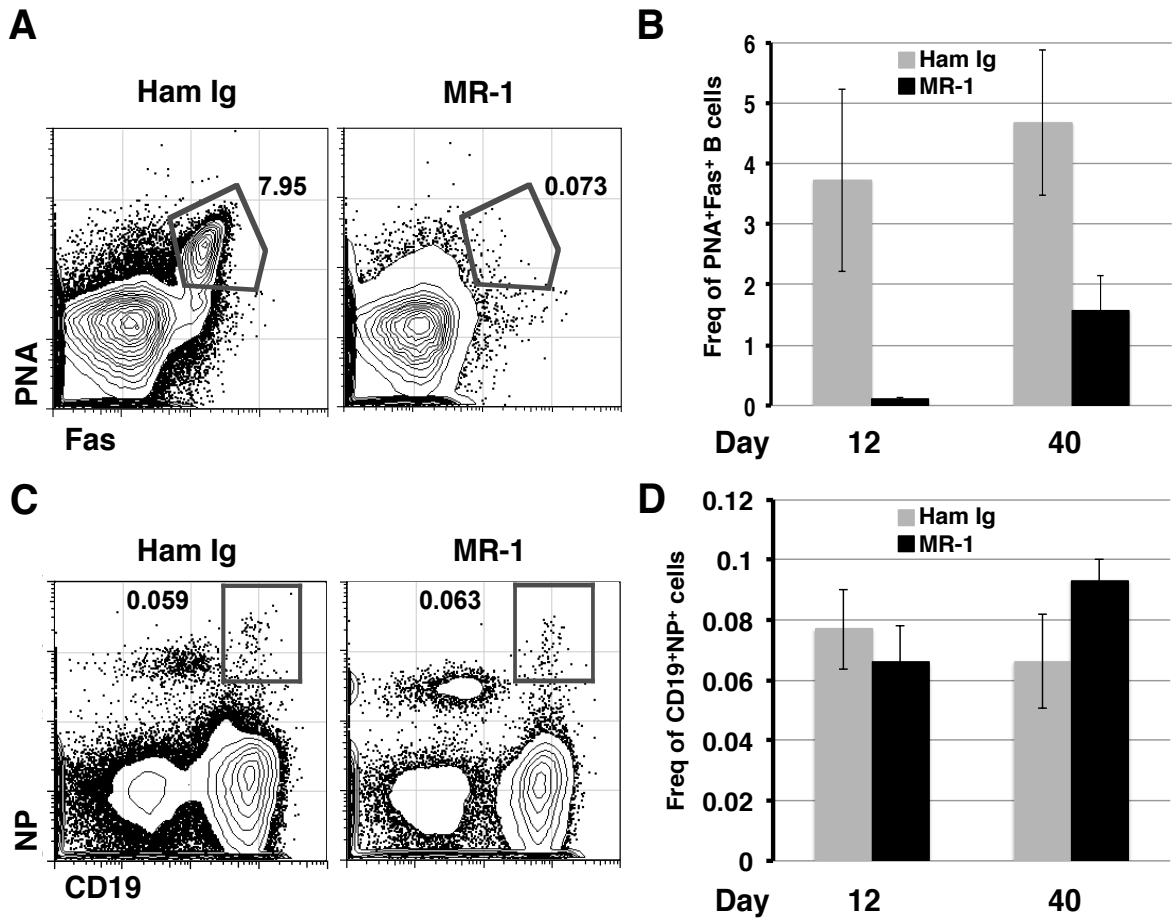 A
Ham Ig
MR-1
7.95
0.073
PNA
Fas
B
Ham Ig
MR-1
Freq of PNA⁺Fas⁺ B cells
6
5
4
3
2
1
0
Day 12 40
C
Ham Ig
MR-1
0.059
0.063
NP
CD19
D
Ham Ig
MR-1
Freq of CD19⁺NP⁺ cells
0.12
0.1
0.08
0.06
0.04
0.02
0
Day 12 40